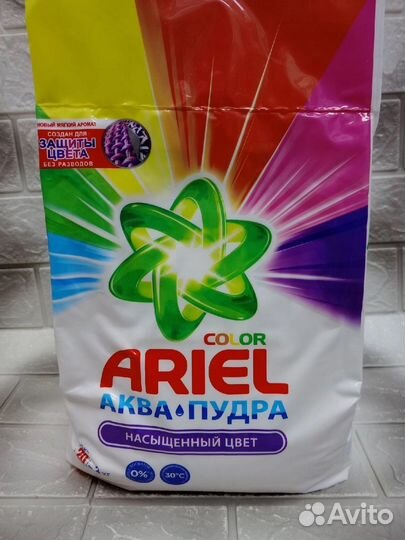 НОВЫЙ МЯГКИЙ АРОМАТ
СОЗДАН ДЛЯ
ЗАЩИТЫ
ЦВЕТА
БЕЗ РАЗВОДОВ
COLOR
ARIEL
АКВА ПУДРА
НАСЫЩЕННЫЙ ЦВЕТ
0%
30°C
Avito